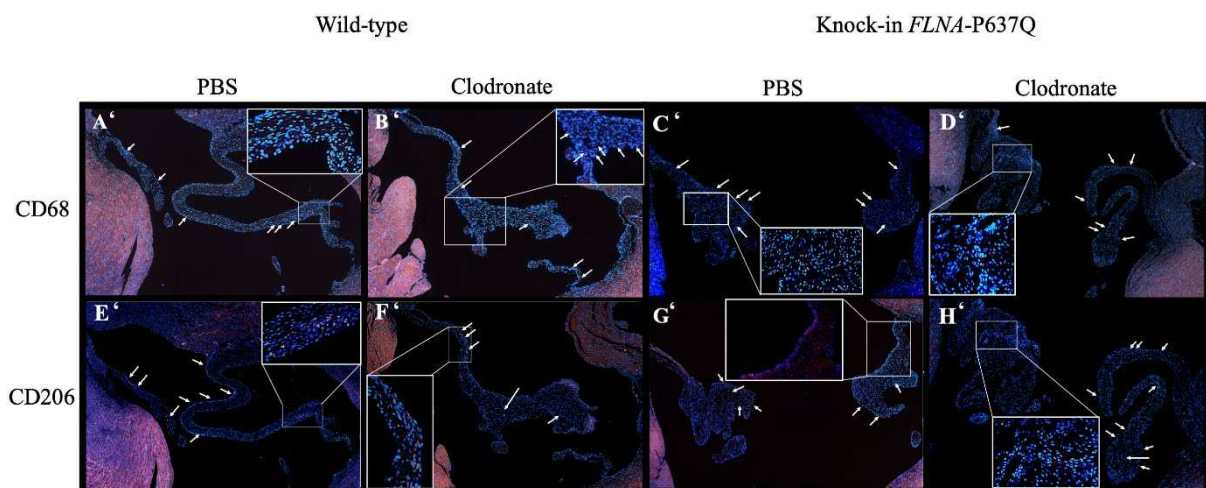 Wild-type Knock-in FLNA-P637Q
PBS Clodronate PBS Clodronate
A‘ B‘ C‘ D‘
CD68
E‘ F‘ G‘ H‘
CD206